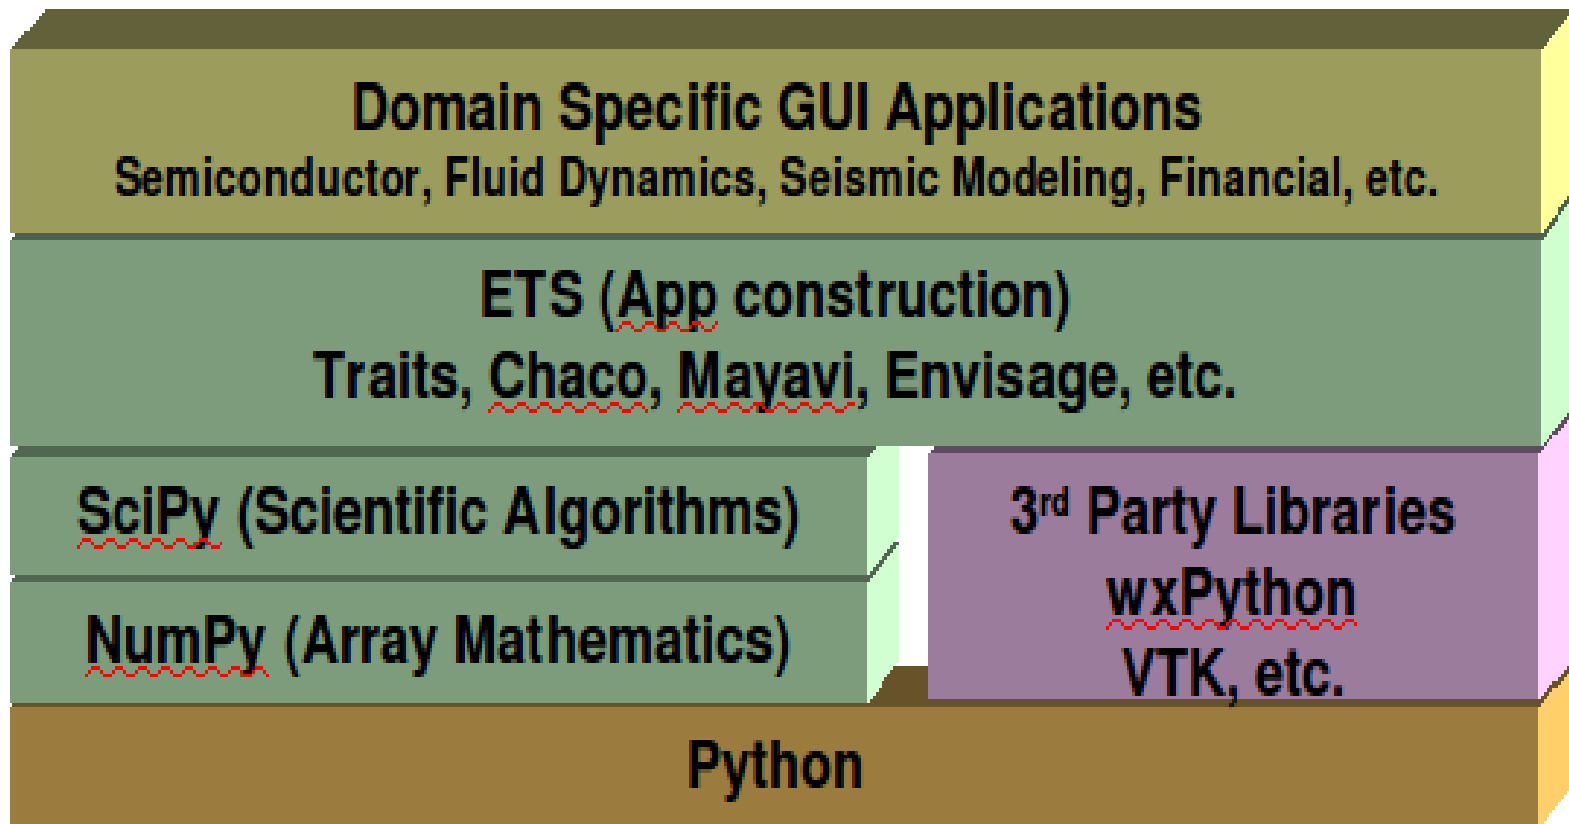 Domain Specific GUI Applications
Semiconductor, Fluid Dynamics, Seismic Modeling, Financial, etc.
ETS (App construction)
Traits, Chaco, Mayavi, Envisage, etc.
SciPy (Scientific Algorithms)
NumPy (Array Mathematics)
3rd Party Libraries
wxPython
VTK, etc.
Python